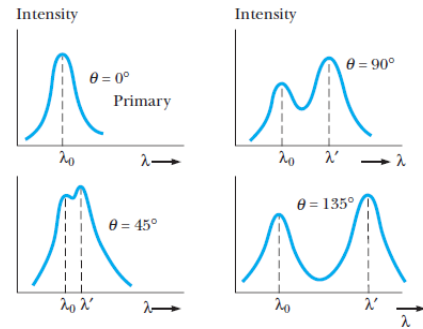 Intensity
θ = 0°
Primary
λ₀ λ
Intensity
θ = 90°
λ₀ λ′ λ
θ = 45°
λ₀ λ′ λ
θ = 135°
λ₀ λ′
λ